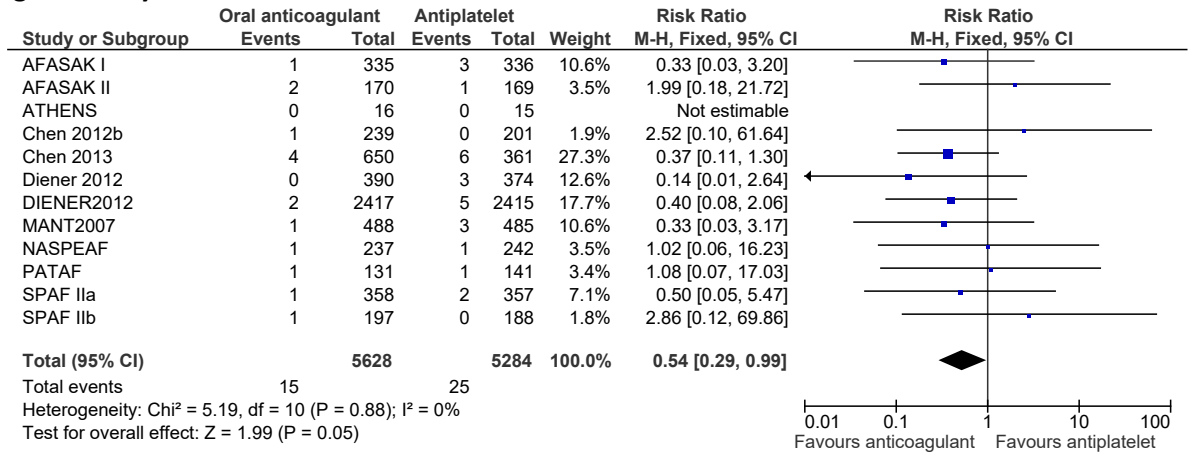 Oral anticoagulant Antiplatelet Risk Ratio Risk Ratio
Study or Subgroup Events Total Events Total Weight M-H, Fixed, 95% CI M-H, Fixed, 95% CI
AFASAK I 1 335 3 336 10.6% 0.33 [0.03, 3.20]
AFASAK II 2 170 1 169 3.5% 1.99 [0.18, 21.72]
ATHENS 0 16 0 15 Not estimable
Chen 2012b 1 239 0 201 1.9% 2.52 [0.10, 61.64]
Chen 2013 4 650 6 361 27.3% 0.37 [0.11, 1.30]
Diener 2012 0 390 3 374 12.6% 0.14 [0.01, 2.64]
DIENER2012 2 2417 5 2415 17.7% 0.40 [0.08, 2.06]
MANT2007 1 488 3 485 10.6% 0.33 [0.03, 3.17]
NASPEAF 1 237 1 242 3.5% 1.02 [0.06, 16.23]
PATAF 1 131 1 141 3.4% 1.08 [0.07, 17.03]
SPAF IIa 1 358 2 357 7.1% 0.50 [0.05, 5.47]
SPAF IIb 1 197 0 188 1.8% 2.86 [0.12, 69.86]
Total (95% CI) 5628 5284 100.0% 0.54 [0.29, 0.99]
Total events 15 25
Heterogeneity: Chi² = 5.19, df = 10 (P = 0.88); I² = 0%
Test for overall effect: Z = 1.99 (P = 0.05)
0.01 0.1 1 10 100
Favours anticoagulant Favours antiplatelet